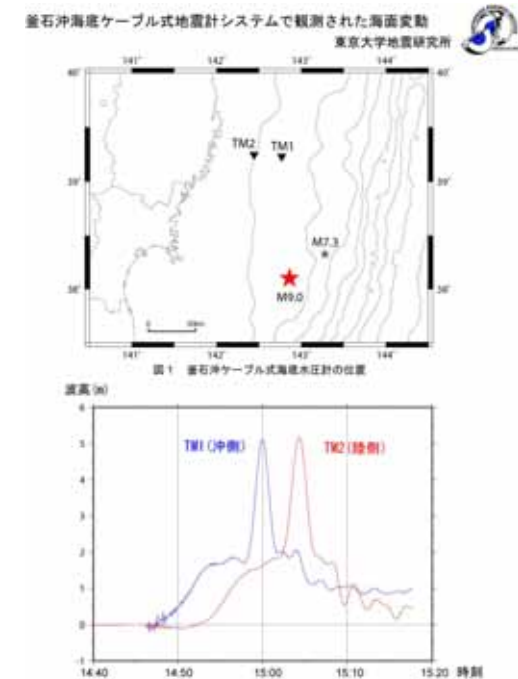 釜石沖海底ケーブル式地震計システムで観測された海面変動
東京大学地震研究所
141° 142° 143° 144°
40° 40°
TM2 TM1
39° 39°
M7.3
M9.0
38° 38°
0 50km
141° 142° 143° 144°
図1 釜石沖ケーブル式海底水圧計の位置
波高(m)
6
5
TM1(沖側) TM2(陸側)
4
3
2
1
0
-1
14:40 14:50 15:00 15:10 15:20 時刻